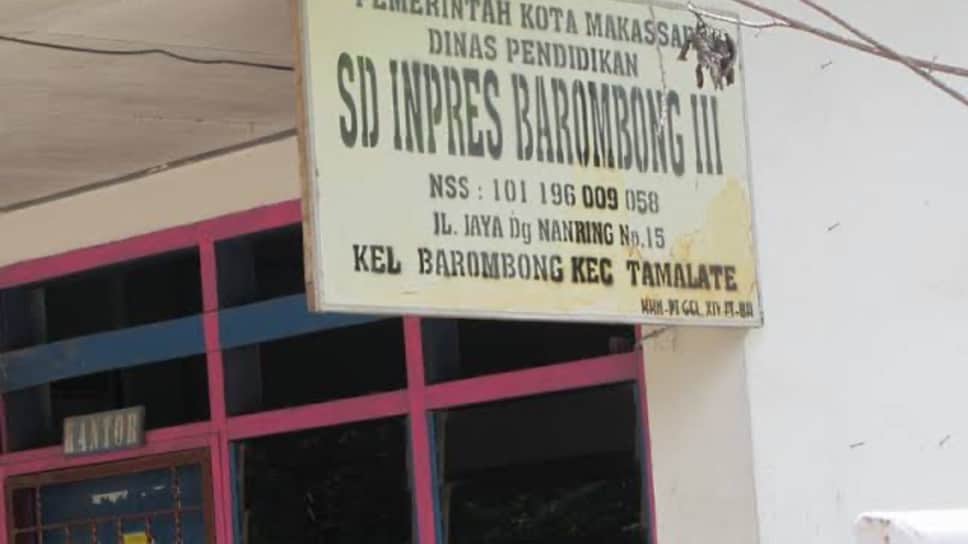 PEMERINTAH KOTA MAKASSAR
DINAS PENDIDIKAN
SD INPRES BAROMBONG III
NSS : 101 196 009 058
JL. JAYA Dg NANRING No.15
KEL BAROMBONG KEC TAMALATE
KANTOR